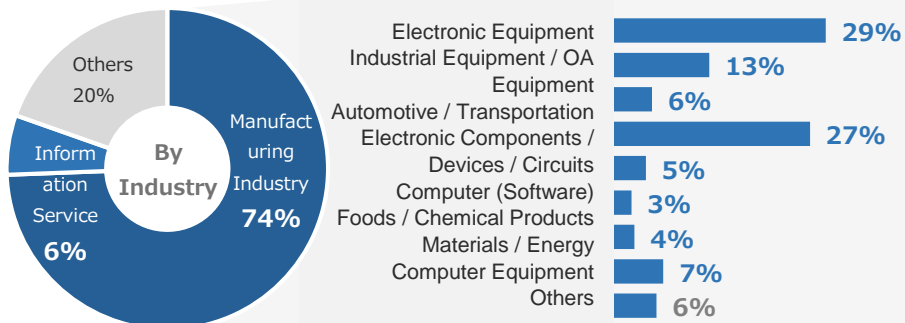 Others
20%
Inform
ation
Service
6%
By
Industry
Manufact
uring
Industry
74%
Electronic Equipment
Industrial Equipment / OA
Equipment
Automotive / Transportation
Electronic Components /
Devices / Circuits
Computer (Software)
Foods / Chemical Products
Materials / Energy
Computer Equipment
Others
29%
13%
6%
27%
5%
3%
4%
7%
6%